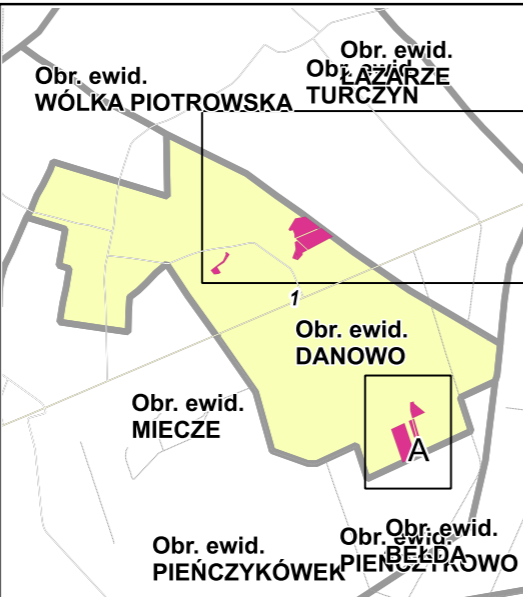 Obr. ewid.
WÓLKA PIOTROWSKA
Obr. ewid.
ŁAZARZE
Obr. ewid.
TURCZYN
1
Obr. ewid.
DANOWO
Obr. ewid.
MIECZE
A
Obr. ewid.
PIEŃCZYKÓWEK
Obr. ewid.
BEŁDA
Obr. ewid.
PIEŃCZYKOWO